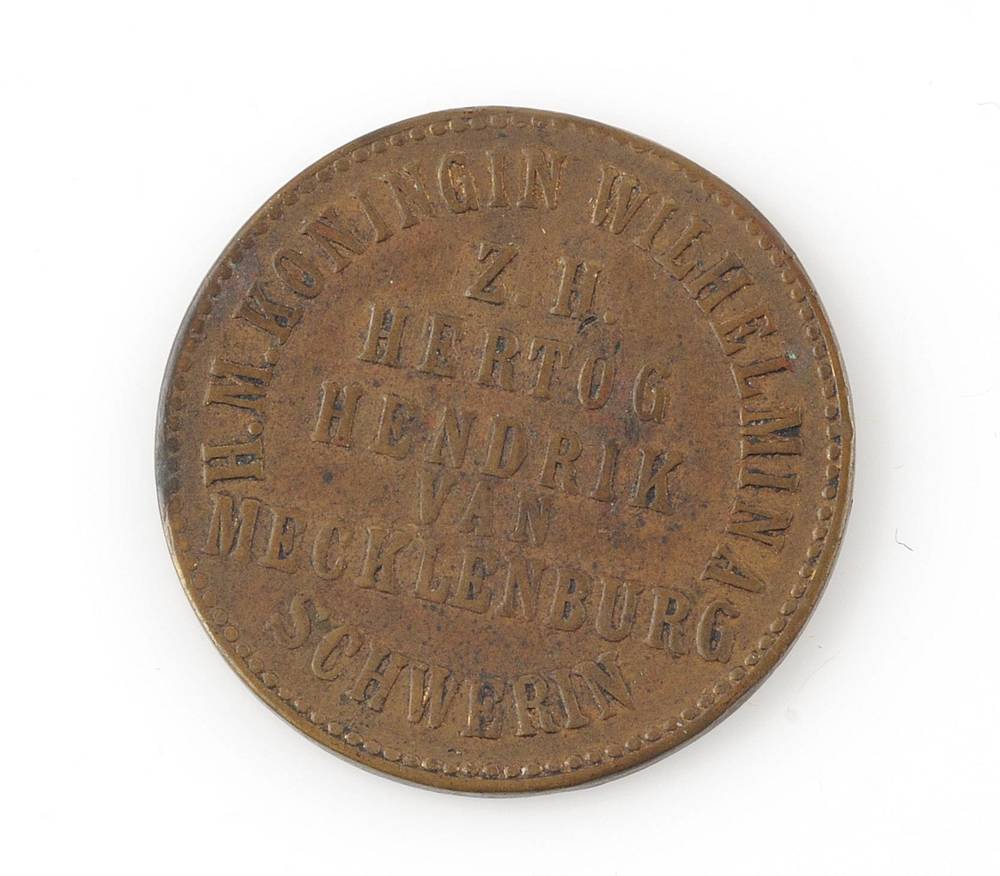 H.M. KONINGIN WILHELMINA
Z.H.
HERTOG
HENDRIK
VAN
MECKLENBURG
SCHWERIN